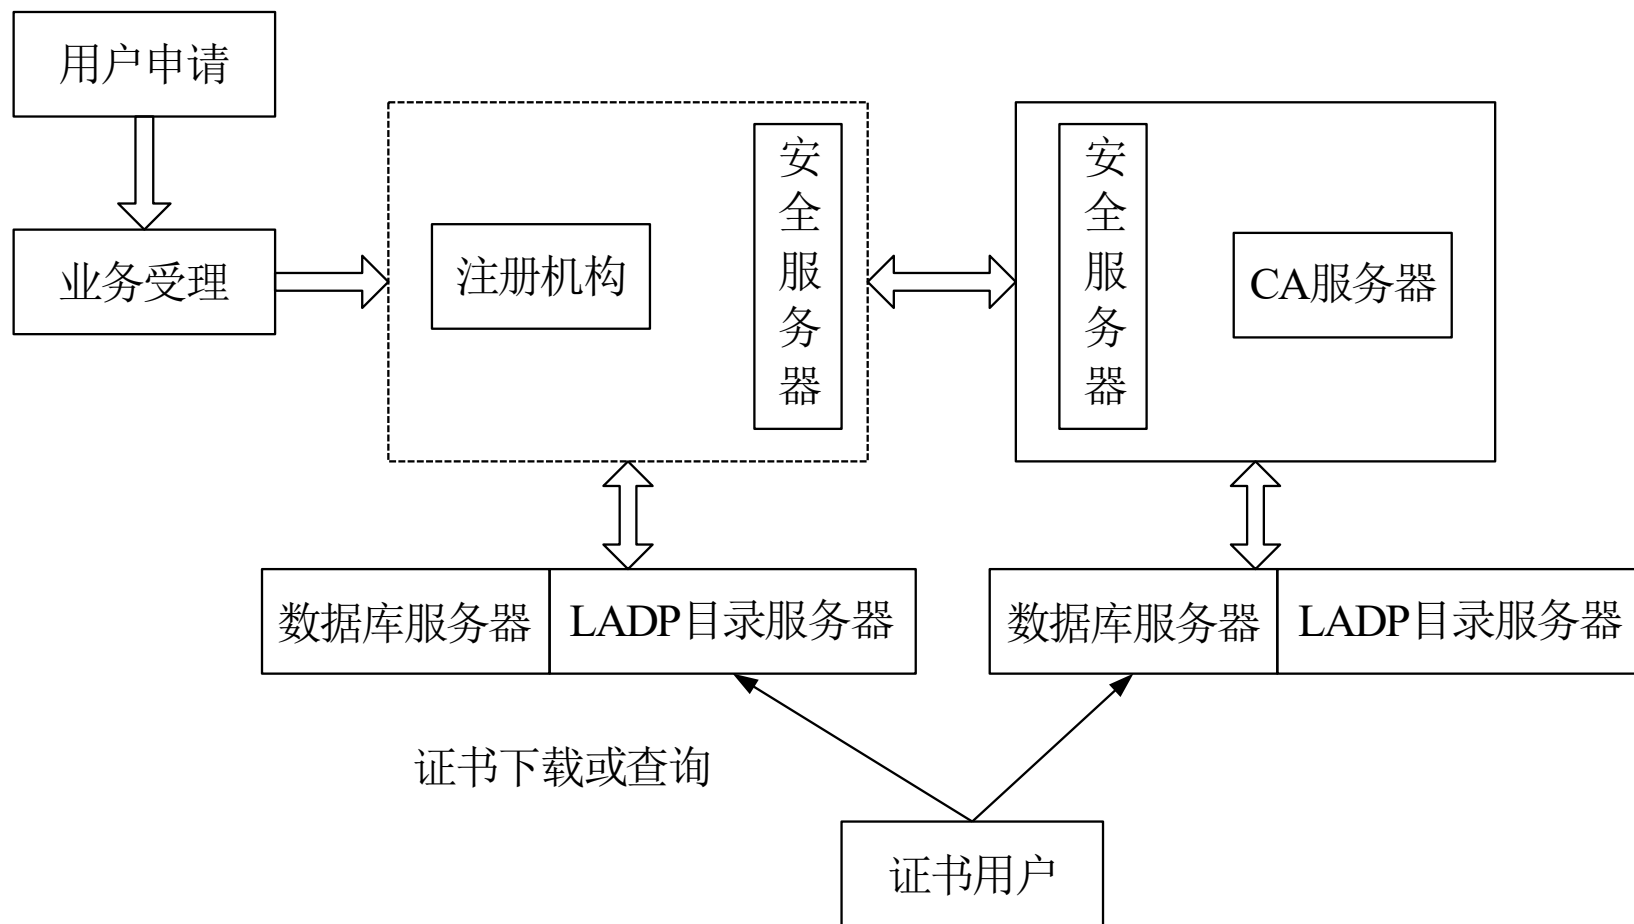 用户申请
业务受理
注册机构
安全服务器
安全服务器
CA服务器
数据库服务器
LADP目录服务器
数据库服务器
LADP目录服务器
证书下载或查询
证书用户